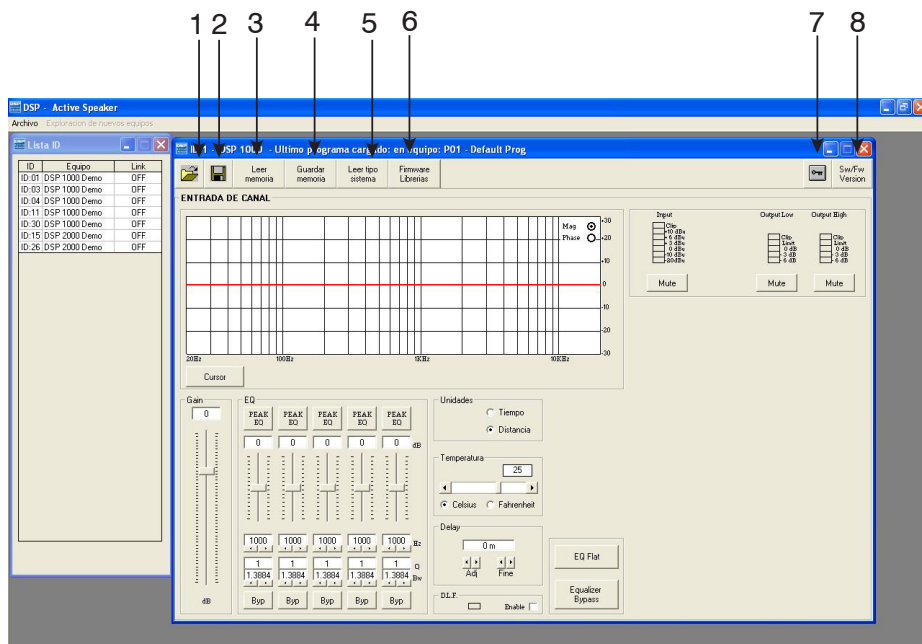 1 2 3 4 5 6 7 8
DSP - Active Speaker
Archivo Exploracion de nuevos equipos
Lista ID
ID Equipo Link
ID:01 DSP 1000 Demo OFF
ID:03 DSP 1000 Demo OFF
ID:04 DSP 1000 Demo OFF
ID:11 DSP 1000 Demo OFF
ID:30 DSP 1000 Demo OFF
ID:15 DSP 2000 Demo OFF
ID:26 DSP 2000 Demo OFF
DSP 1000 - Ultimo programa cargado: en equipo: P01 - Default Prog
Leer memoria
Guardar memoria
Leer tipo sistema
Firmware Librerias
Sw/Fw Version
ENTRADA DE CANAL
Mag
Phase
+30
+20
+10
0
-10
-20
-30
20Hz 100Hz 1KHz 10KHz
Cursor
Input
Clip
+10 dBu
+6 dBu
+3 dBu
0 dBu
-10 dBu
-20dBu
Mute
Output Low
Clip
Limit
0 dB
-3 dB
-6 dB
Mute
Output High
Clip
Limit
0 dB
-3 dB
-6 dB
Mute
Gain
0
dB
EQ
PEAK EQ PEAK EQ PEAK EQ PEAK EQ PEAK EQ
0 0 0 0 0 dB
1000 1000 1000 1000 1000 Hz
1 1 1 1 1 Q
1.3884 1.3884 1.3884 1.3884 1.3884 Bw
Byp Byp Byp Byp Byp
Unidades
Tiempo
Distancia
Temperatura
25
Celsius Fahrenheit
Delay
0 m
Adj Fine
D.L.F.
Enable
EQ Flat
Equalizer Bypass